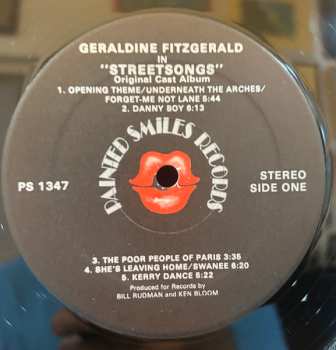 GERALDINE FITZGERALD
IN
"STREETSONGS"
Original Cast Album
1. OPENING THEME/UNDERNEATH THE ARCHES/
FORGET-ME NOT LANE 5:44
2. DANNY BOY 6:13
PS 1347
PAINTED SMILES RECORDS
STEREO
SIDE ONE
3. THE POOR PEOPLE OF PARIS 3:35
4. SHE'S LEAVING HOME/SWANEE 6:20
5. KERRY DANCE 5:22
Produced for Records by
BILL RUDMAN and KEN BLOOM